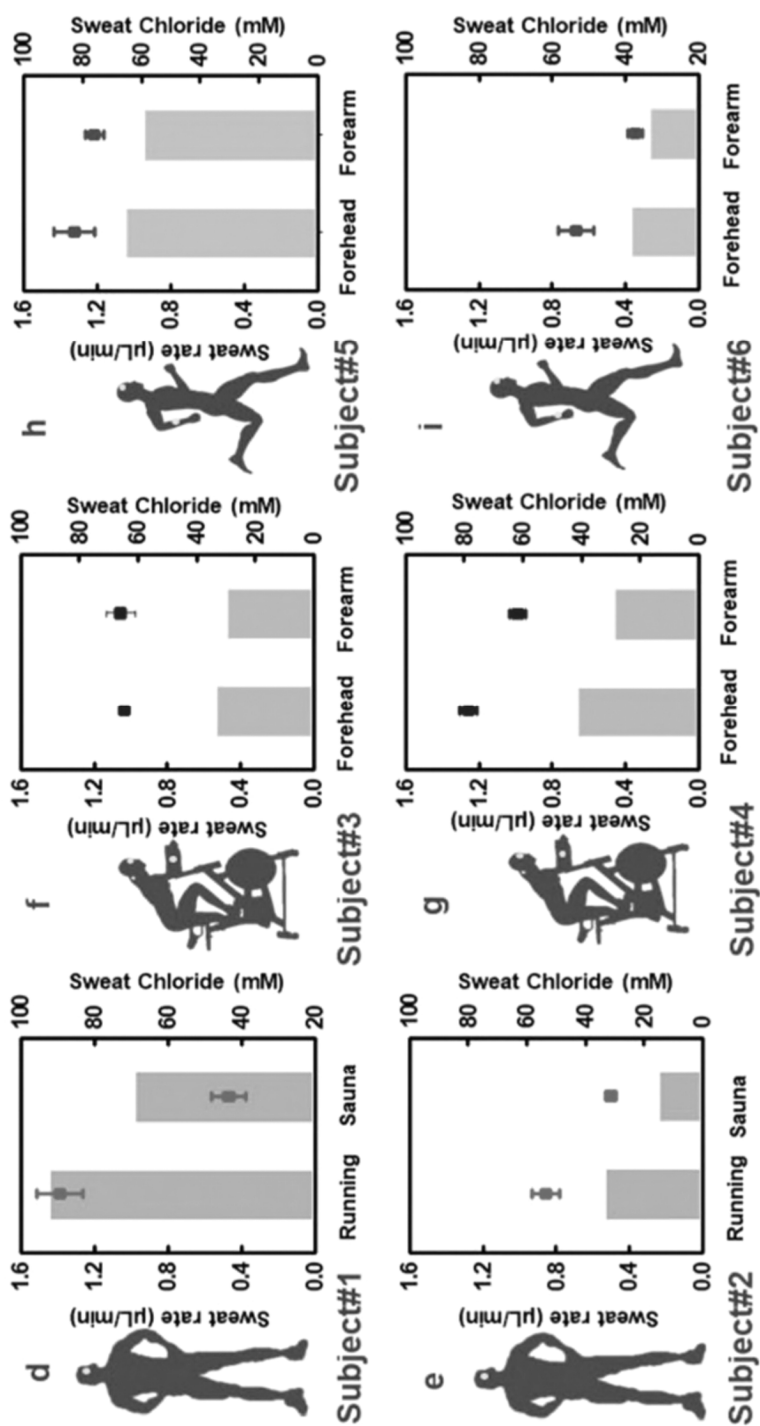 d
Sweat rate (µL/min)
1.6
1.2
0.8
0.4
0.0
Sweat Chloride (mM)
100
80
60
40
20
Running Sauna
Subject#1
f
Sweat rate (µL/min)
1.6
1.2
0.8
0.4
0.0
Sweat Chloride (mM)
100
80
60
40
20
0
Forehead Forearm
Subject#3
h
Sweat rate (µL/min)
1.6
1.2
0.8
0.4
0.0
Sweat Chloride (mM)
100
80
60
40
20
0
Forehead Forearm
Subject#5
e
Sweat rate (µL/min)
1.6
1.2
0.8
0.4
0.0
Sweat Chloride (mM)
100
80
60
40
20
0
Running Sauna
Subject#2
g
Sweat rate (µL/min)
1.6
1.2
0.8
0.4
0.0
Sweat Chloride (mM)
100
80
60
40
20
0
Forehead Forearm
Subject#4
i
Sweat rate (µL/min)
1.6
1.2
0.8
0.4
0.0
Sweat Chloride (mM)
100
80
60
40
20
Forehead Forearm
Subject#6